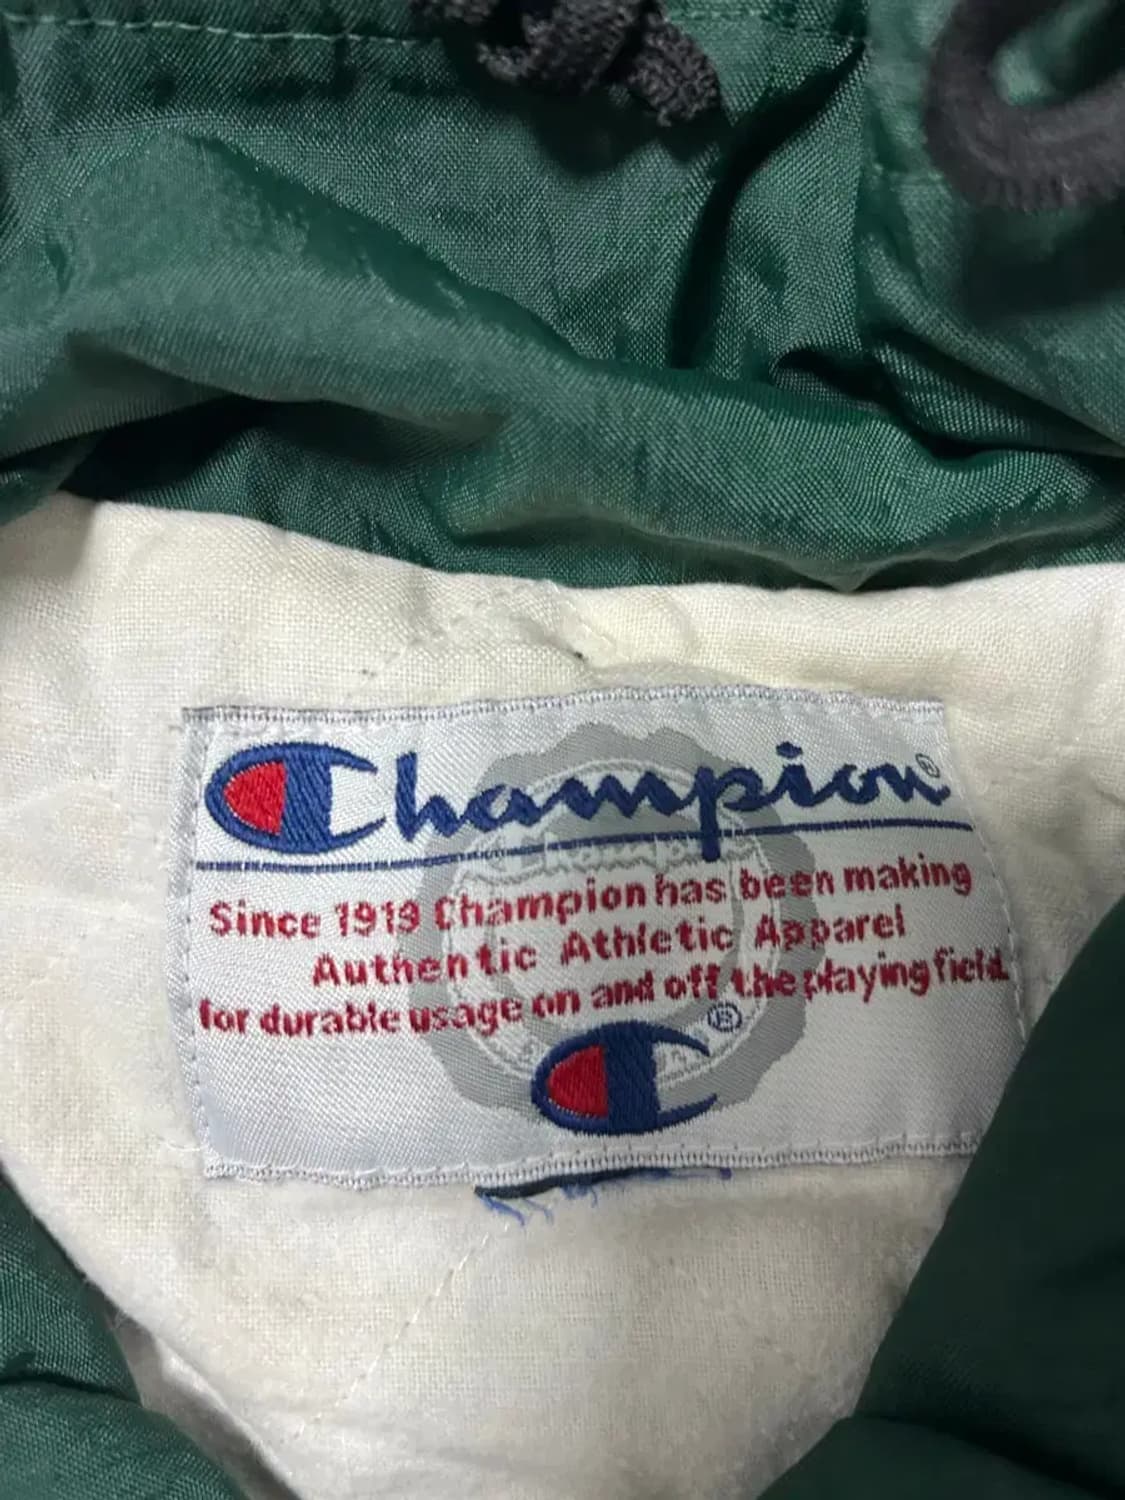 Champion®
Champion
Since 1919 Champion has been making
Authentic Athletic Apparel
for durable usage on and off the playing field.
®